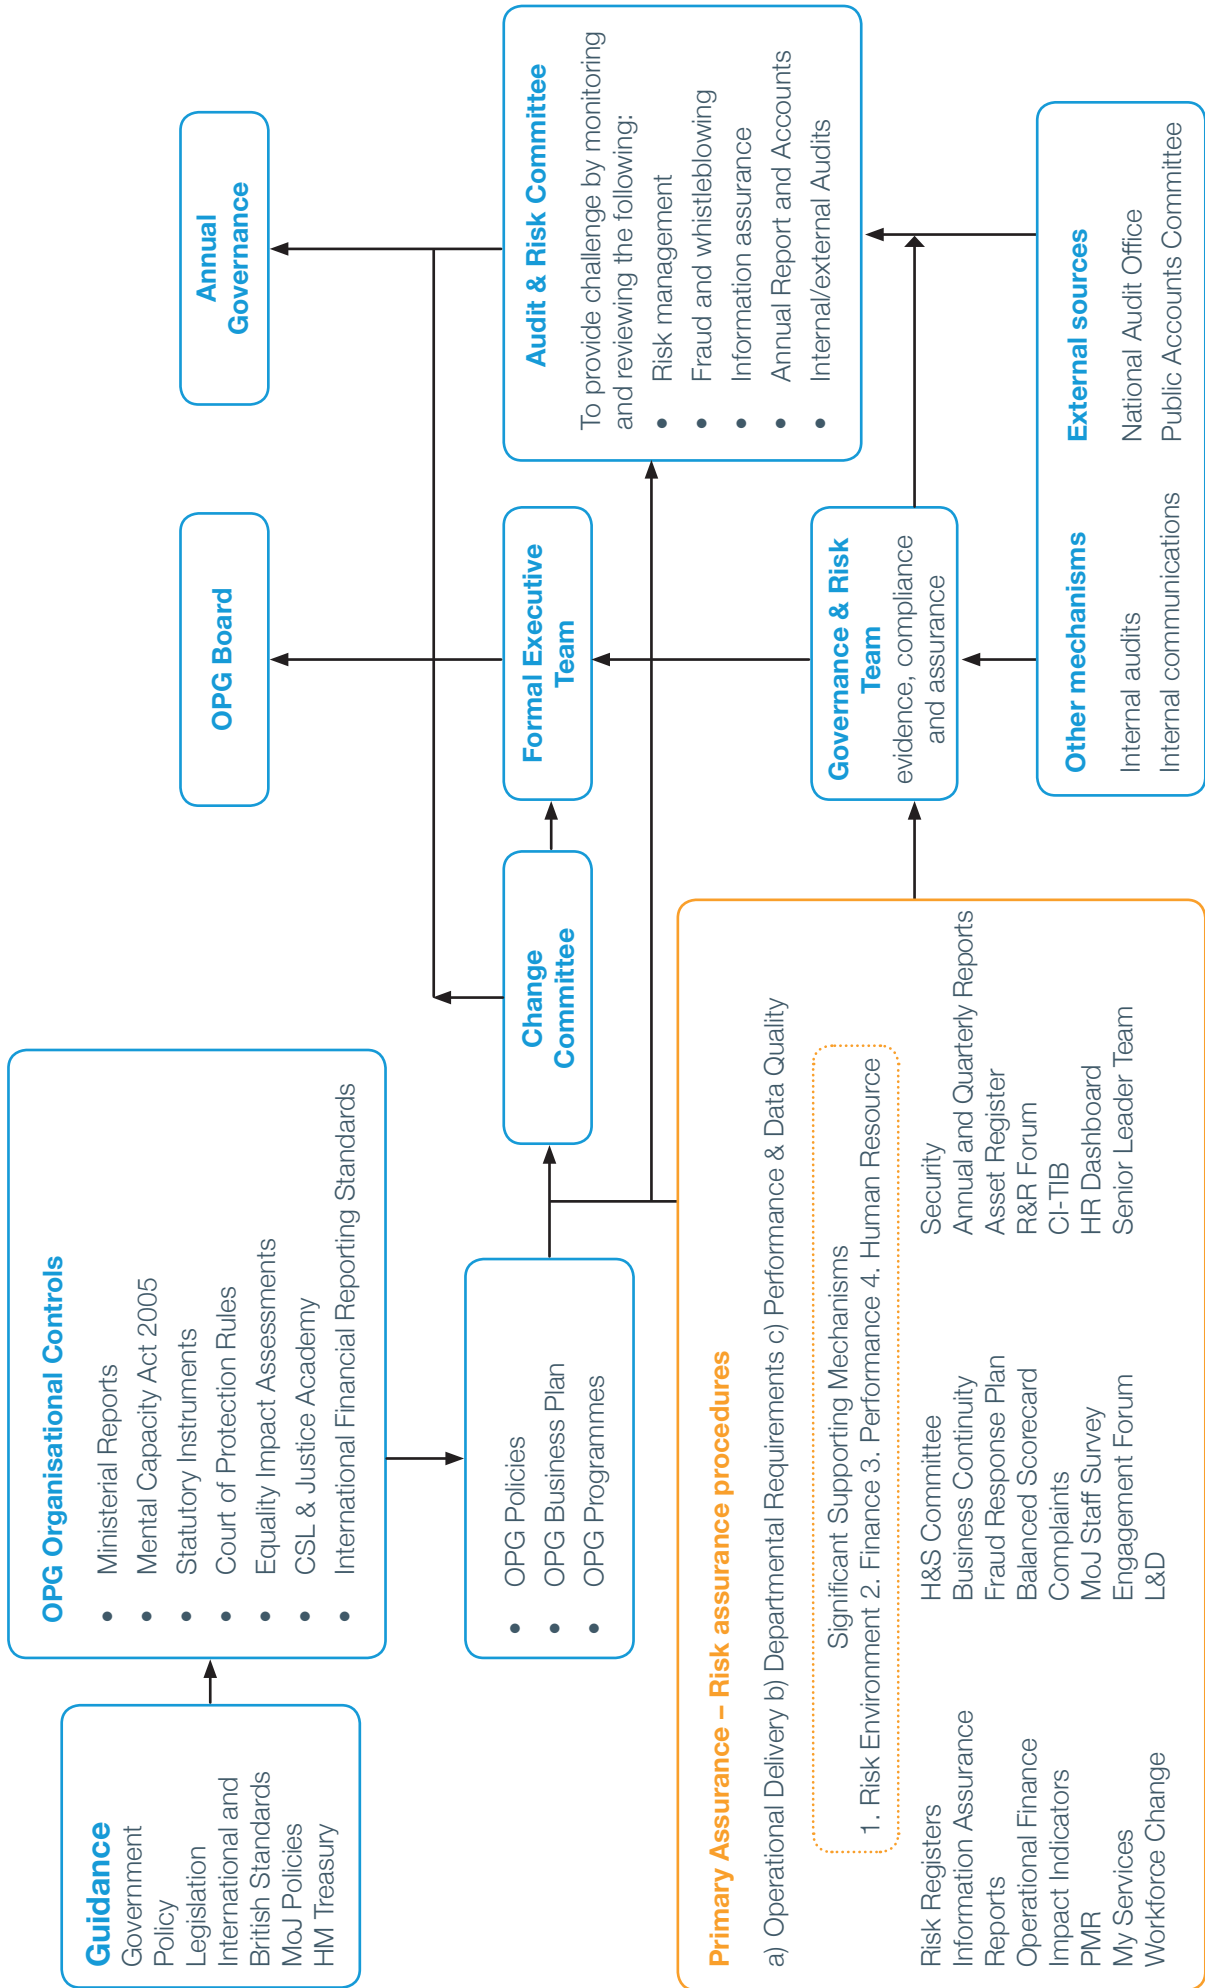 Guidance
Government
Policy
Legislation
International and
British Standards
MoJ Policies
HM Treasury
OPG Organisational Controls
• Ministerial Reports
• Mental Capacity Act 2005
• Statutory Instruments
• Court of Protection Rules
• Equality Impact Assessments
• CSL & Justice Academy
• International Financial Reporting Standards
OPG Board
Annual
Governance
• OPG Policies
• OPG Business Plan
• OPG Programmes
Change
Committee
Formal Executive
Team
Audit & Risk Committee
To provide challenge by monitoring
and reviewing the following:
• Risk management
• Fraud and whistleblowing
• Information assurance
• Annual Report and Accounts
• Internal/external Audits
Primary Assurance – Risk assurance procedures
a) Operational Delivery b) Departmental Requirements c) Performance & Data Quality
Significant Supporting Mechanisms
1. Risk Environment 2. Finance 3. Performance 4. Human Resource
Risk Registers
Information Assurance
Reports
Operational Finance
Impact Indicators
PMR
My Services
Workforce Change
H&S Committee
Business Continuity
Fraud Response Plan
Balanced Scorecard
Complaints
MoJ Staff Survey
Engagement Forum
L&D
Security
Annual and Quarterly Reports
Asset Register
R&R Forum
CI-TIB
HR Dashboard
Senior Leader Team
Governance & Risk
Team
evidence, compliance
and assurance
Other mechanisms
Internal audits
Internal communications
External sources
National Audit Office
Public Accounts Committee